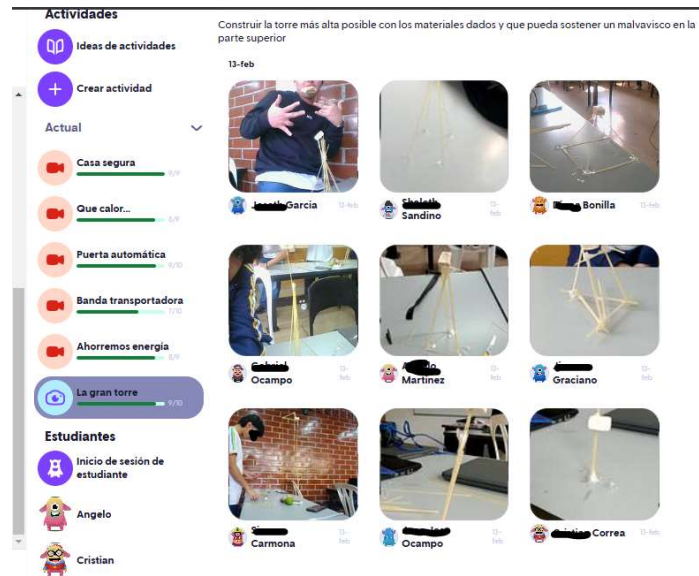 Actividades
Ideas de actividades
Crear actividad
Actual
Casa segura
9/9
Que calor...
8/9
Puerta automática
9/10
Banda transportadora
7/10
Ahorremos energía
8/9
La gran torre
9/10
Estudiantes
Inicio de sesión de
estudiante
Angelo
Cristian
Construir la torre más alta posible con los materiales dados y que pueda sostener un malvavisco en la
parte superior
13-feb
Garcia 13-feb
13-
Sandino feb
Bonilla 13-feb
13-
Ocampo feb
13-
Martinez feb
13-
Graciano feb
13-
Carmona feb
13-
Ocampo feb
Correa 13-feb